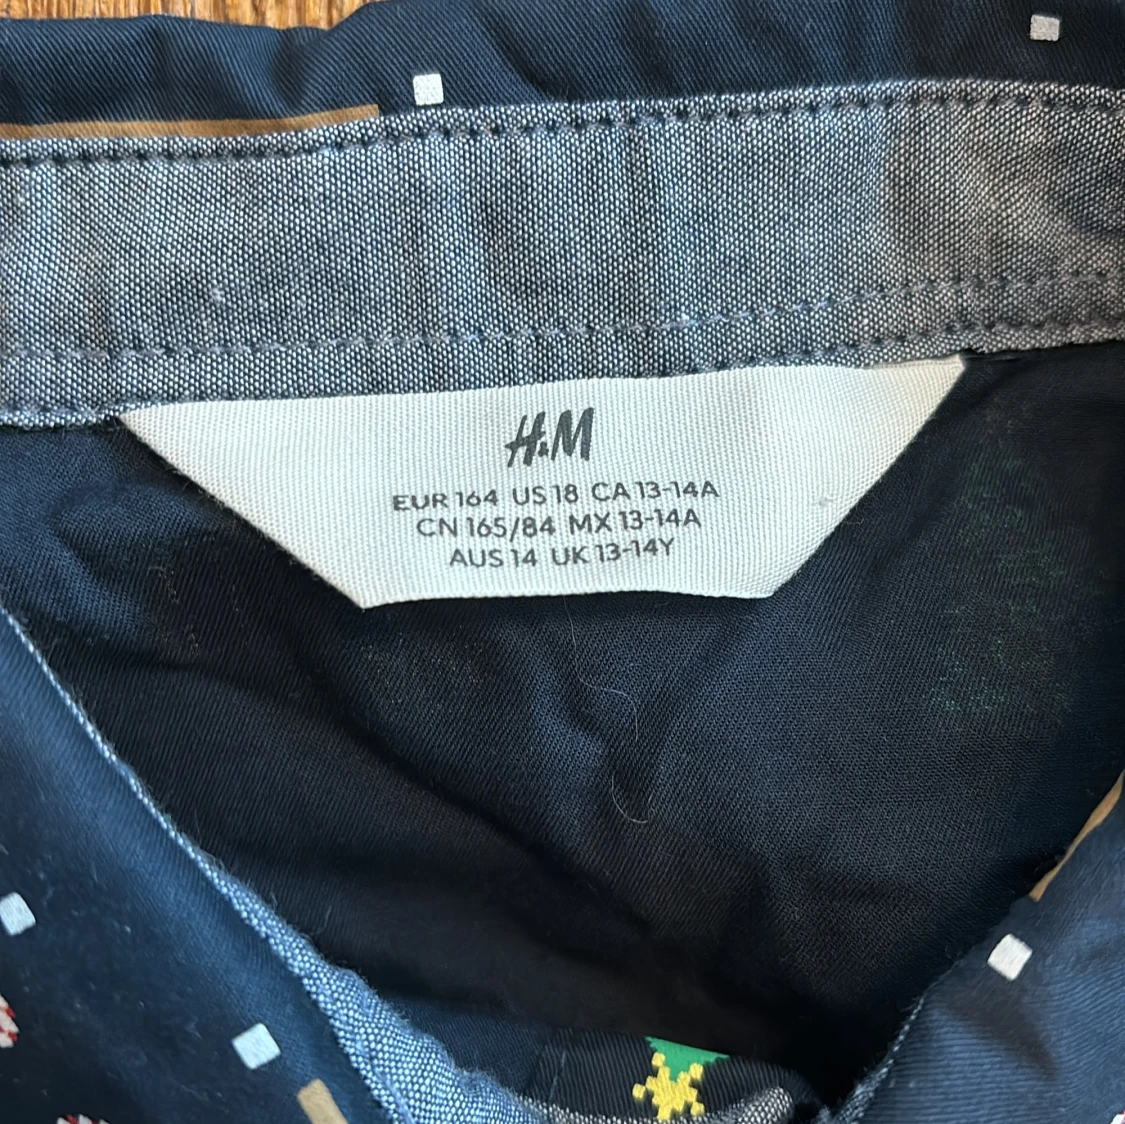 H&M
EUR 164 US 18 CA 13-14A
CN 165/84 MX 13-14A
AUS 14 UK 13-14Y